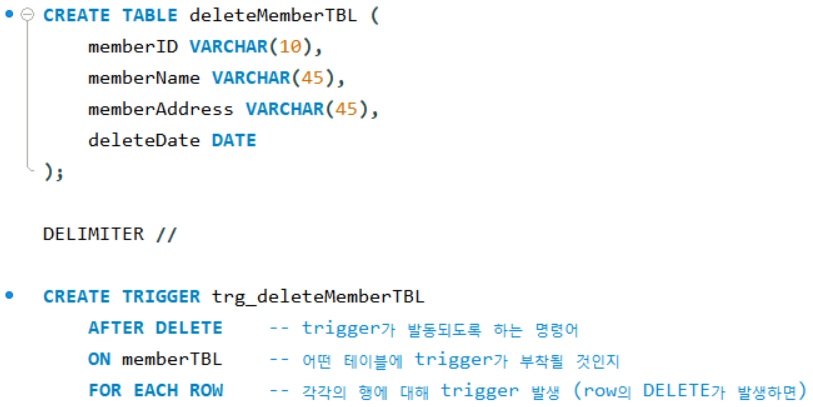 CREATE TABLE deleteMemberTBL (
memberID VARCHAR(10),
memberName VARCHAR(45),
memberAddress VARCHAR(45),
deleteDate DATE
);
DELIMITER //
CREATE TRIGGER trg_deleteMemberTBL
AFTER DELETE -- trigger가 발동되도록 하는 명령어
ON memberTBL -- 어떤 테이블에 trigger가 부착될 것인지
FOR EACH ROW -- 각각의 행에 대해 trigger 발생 (row의 DELETE가 발생하면)